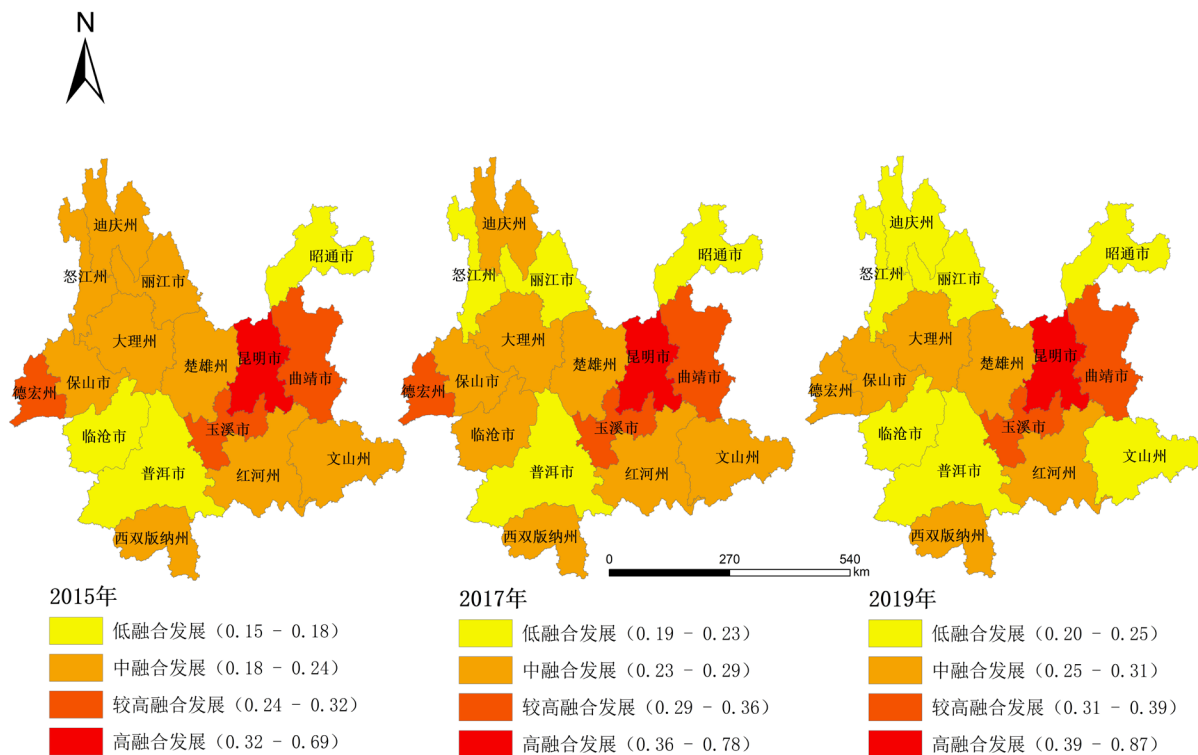 N
迪庆州
昭通市
怒江州
丽江市
大理州
楚雄州
昆明市
曲靖市
德宏州
保山市
临沧市
玉溪市
普洱市
红河州
文山州
西双版纳州
2015年
低融合发展（0.15 - 0.18）
中融合发展（0.18 - 0.24）
较高融合发展（0.24 - 0.32）
高融合发展（0.32 - 0.69）
迪庆州
昭通市
怒江州
丽江市
大理州
楚雄州
昆明市
曲靖市
德宏州
保山市
临沧市
玉溪市
普洱市
红河州
文山州
西双版纳州
0 270 540
km
2017年
低融合发展（0.19 - 0.23）
中融合发展（0.23 - 0.29）
较高融合发展（0.29 - 0.36）
高融合发展（0.36 - 0.78）
迪庆州
昭通市
怒江州
丽江市
大理州
楚雄州
昆明市
曲靖市
德宏州
保山市
临沧市
玉溪市
普洱市
红河州
文山州
西双版纳州
2019年
低融合发展（0.20 - 0.25）
中融合发展（0.25 - 0.31）
较高融合发展（0.31 - 0.39）
高融合发展（0.39 - 0.87）